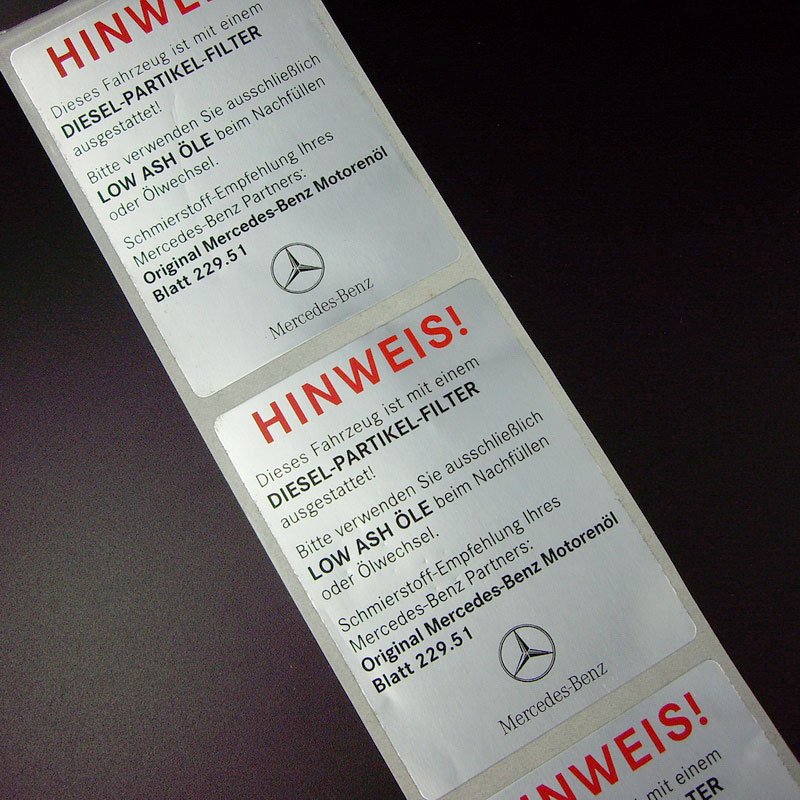 HINWEIS
Dieses Fahrzeug ist mit einem
DIESEL-PARTIKEL-FILTER
ausgestattet!
Bitte verwenden Sie ausschließlich
LOW ASH ÖLE beim Nachfüllen
oder Ölwechsel.
Schmierstoff-Empfehlung Ihres
Mercedes-Benz Partners:
Original Mercedes-Benz Motorenöl
Blatt 229.51
Mercedes-Benz
HINWEIS!
Dieses Fahrzeug ist mit einem
DIESEL-PARTIKEL-FILTER
ausgestattet!
Bitte verwenden Sie ausschließlich
LOW ASH ÖLE beim Nachfüllen
oder Ölwechsel.
Schmierstoff-Empfehlung Ihres
Mercedes-Benz Partners:
Original Mercedes-Benz Motorenöl
Blatt 229.51
Mercedes-Benz
HINWEIS!
mit einem